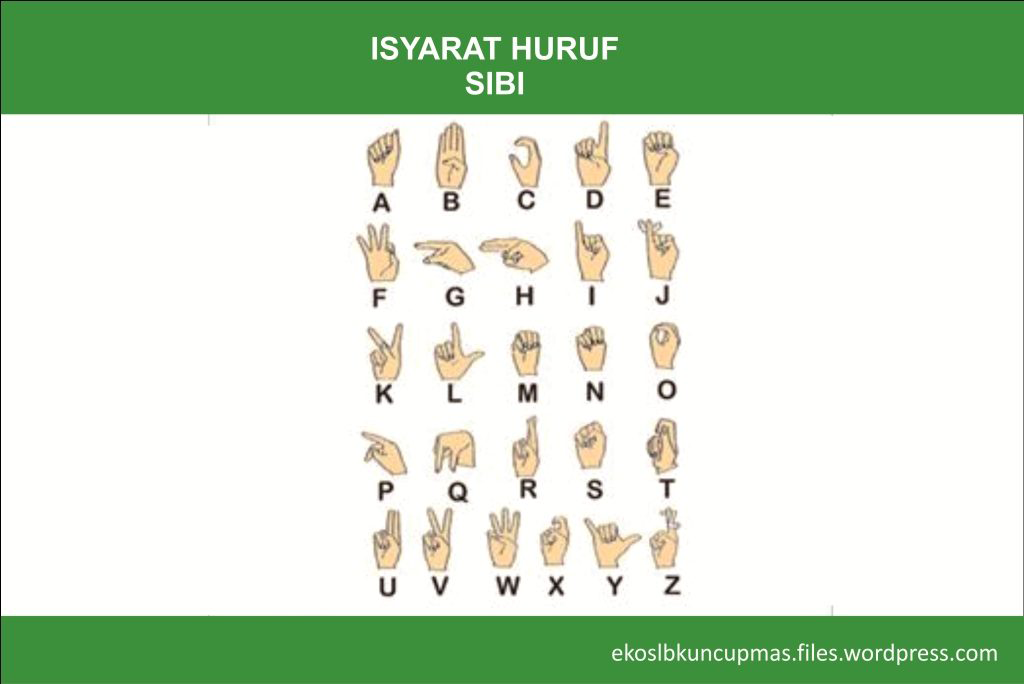 ISYARAT HURUF
SIBI
A B C D E
F G H I J
K L M N O
P Q R S T
U V W X Y Z
ekoslbkuncupmas.files.wordpress.com